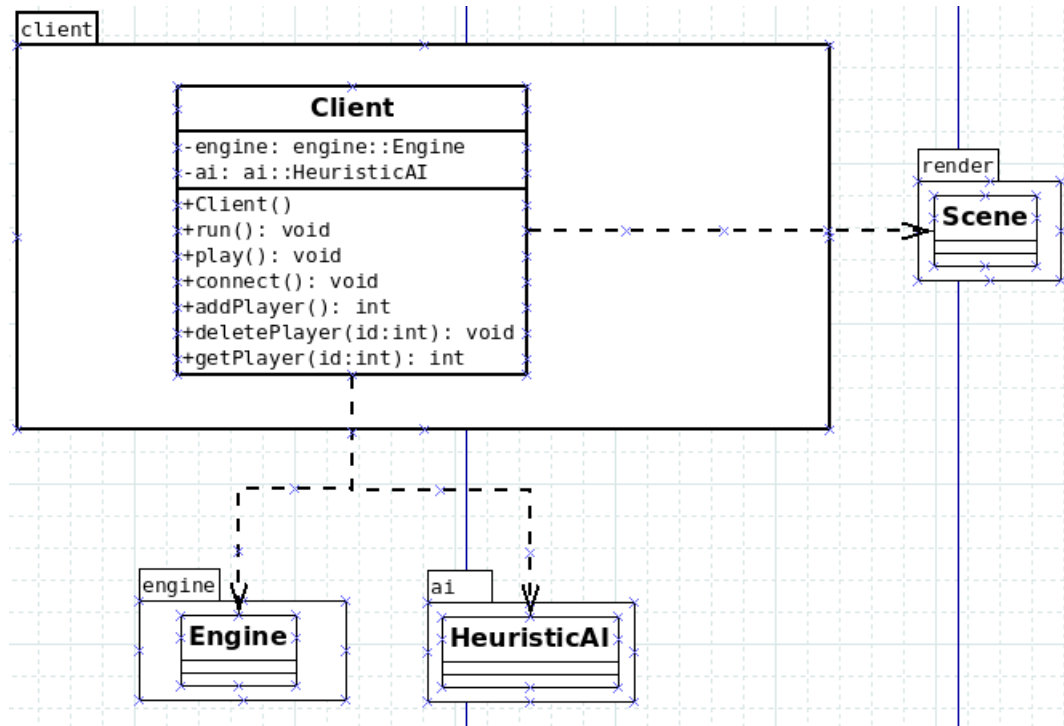 client
Client
-engine: engine::Engine
-ai: ai::HeuristicAI
+Client()
+run(): void
+play(): void
+connect(): void
+addPlayer(): int
+deletePlayer(id:int): void
+getPlayer(id:int): int
render
Scene
engine
Engine
ai
HeuristicAI